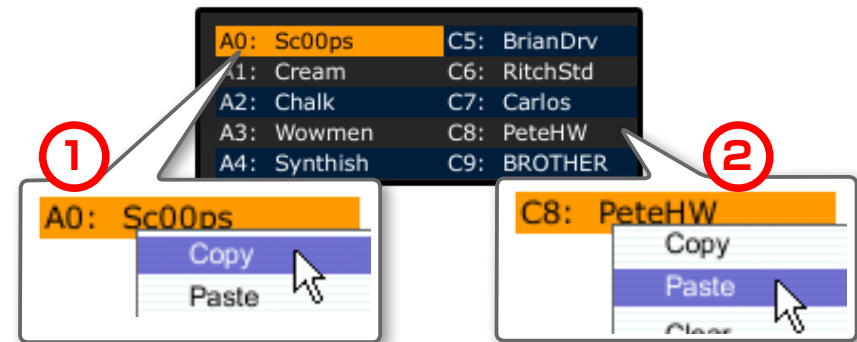 A0: Sc00ps C5: BrianDrv
A1: Cream C6: RitchStd
A2: Chalk C7: Carlos
A3: Wowmen C8: PeteHW
A4: Synthish C9: BROTHER
1
2
A0: Sc00ps
Copy
Paste
C8: PeteHW
Copy
Paste
Clear